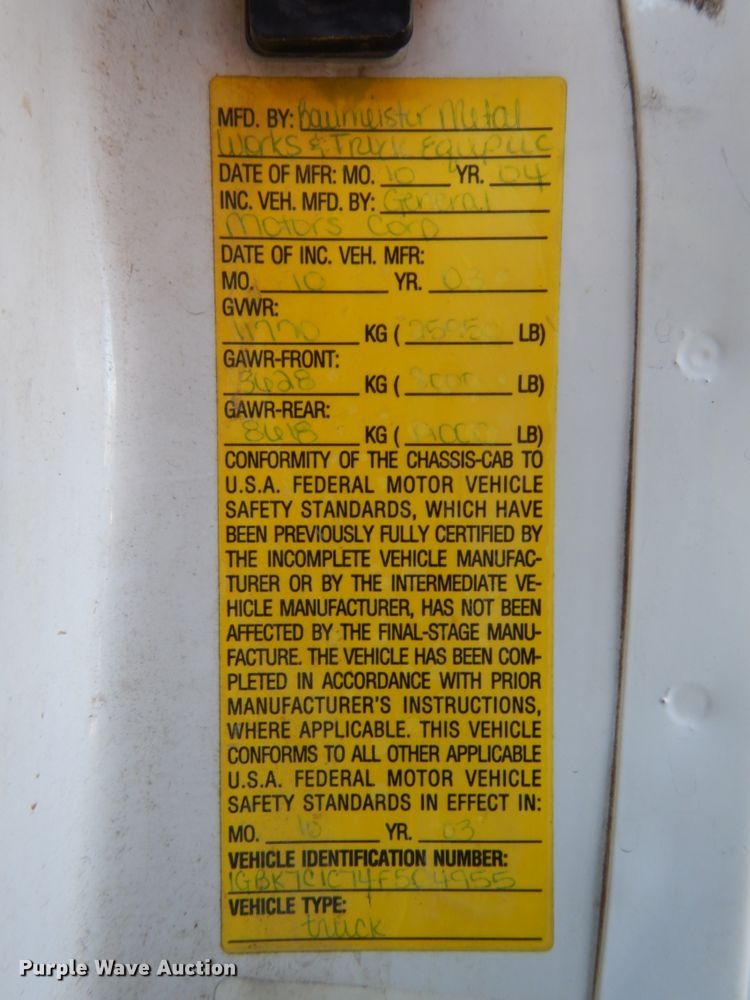 MFD. BY: Baumeister Metal
Works & Truck Equip LLC
DATE OF MFR: MO. 10 YR. 04
INC. VEH. MFD. BY: General
Motors Corp
DATE OF INC. VEH. MFR:
MO. 10 YR. 03
GVWR:
11770 KG ( 25950 LB)
GAWR-FRONT:
3628 KG ( 8000 LB)
GAWR-REAR:
8618 KG ( LB)
CONFORMITY OF THE CHASSIS-CAB TO
U.S.A. FEDERAL MOTOR VEHICLE
SAFETY STANDARDS, WHICH HAVE
BEEN PREVIOUSLY FULLY CERTIFIED BY
THE INCOMPLETE VEHICLE MANUFAC-
TURER OR BY THE INTERMEDIATE VE-
HICLE MANUFACTURER, HAS NOT BEEN
AFFECTED BY THE FINAL-STAGE MANU-
FACTURE. THE VEHICLE HAS BEEN COM-
PLETED IN ACCORDANCE WITH PRIOR
MANUFACTURER'S INSTRUCTIONS,
WHERE APPLICABLE. THIS VEHICLE
CONFORMS TO ALL OTHER APPLICABLE
U.S.A. FEDERAL MOTOR VEHICLE
SAFETY STANDARDS IN EFFECT IN:
MO. 10 YR. 03
VEHICLE IDENTIFICATION NUMBER:
1GBK7C1C74F504955
VEHICLE TYPE:
truck
Purple Wave Auction